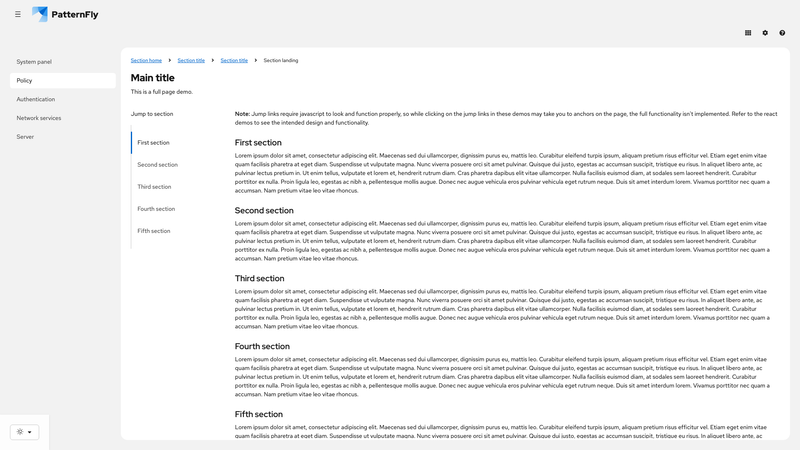 PatternFly
System panel
Policy
Authentication
Network services
Server
Section home
Section title
Section title
Section landing
Main title
This is a full page demo.
Jump to section
First section
Second section
Third section
Fourth section
Fifth section
Note: Jump links require javascript to look and function properly, so while clicking on the jump links in these demos may take you to anchors on the page, the full functionality isn't implemented. Refer to the react
demos to see the intended design and functionality.
First section
Lorem ipsum dolor sit amet, consectetur adipiscing elit. Maecenas sed dui ullamcorper, dignissim purus eu, mattis leo. Curabitur eleifend turpis ipsum, aliquam pretium risus efficitur vel. Etiam eget enim vitae
quam facilisis pharetra at eget diam. Suspendisse ut vulputate magna. Nunc viverra posuere orci sit amet pulvinar. Quisque dui justo, egestas ac accumsan suscipit, tristique eu risus. In aliquet libero ante, ac
pulvinar lectus pretium in. Ut enim tellus, vulputate et lorem et, hendrerit rutrum diam. Cras pharetra dapibus elit vitae ullamcorper. Nulla facilisis euismod diam, at sodales sem laoreet hendrerit. Curabitur
porttitor ex nulla. Proin ligula leo, egestas ac nibh a, pellentesque mollis augue. Donec nec augue vehicula eros pulvinar vehicula eget rutrum neque. Duis sit amet interdum lorem. Vivamus porttitor nec quam a
accumsan. Nam pretium vitae leo vitae rhoncus.
Second section
Lorem ipsum dolor sit amet, consectetur adipiscing elit. Maecenas sed dui ullamcorper, dignissim purus eu, mattis leo. Curabitur eleifend turpis ipsum, aliquam pretium risus efficitur vel. Etiam eget enim vitae
quam facilisis pharetra at eget diam. Suspendisse ut vulputate magna. Nunc viverra posuere orci sit amet pulvinar. Quisque dui justo, egestas ac accumsan suscipit, tristique eu risus. In aliquet libero ante, ac
pulvinar lectus pretium in. Ut enim tellus, vulputate et lorem et, hendrerit rutrum diam. Cras pharetra dapibus elit vitae ullamcorper. Nulla facilisis euismod diam, at sodales sem laoreet hendrerit. Curabitur
porttitor ex nulla. Proin ligula leo, egestas ac nibh a, pellentesque mollis augue. Donec nec augue vehicula eros pulvinar vehicula eget rutrum neque. Duis sit amet interdum lorem. Vivamus porttitor nec quam a
accumsan. Nam pretium vitae leo vitae rhoncus.
Third section
Lorem ipsum dolor sit amet, consectetur adipiscing elit. Maecenas sed dui ullamcorper, dignissim purus eu, mattis leo. Curabitur eleifend turpis ipsum, aliquam pretium risus efficitur vel. Etiam eget enim vitae
quam facilisis pharetra at eget diam. Suspendisse ut vulputate magna. Nunc viverra posuere orci sit amet pulvinar. Quisque dui justo, egestas ac accumsan suscipit, tristique eu risus. In aliquet libero ante, ac
pulvinar lectus pretium in. Ut enim tellus, vulputate et lorem et, hendrerit rutrum diam. Cras pharetra dapibus elit vitae ullamcorper. Nulla facilisis euismod diam, at sodales sem laoreet hendrerit. Curabitur
porttitor ex nulla. Proin ligula leo, egestas ac nibh a, pellentesque mollis augue. Donec nec augue vehicula eros pulvinar vehicula eget rutrum neque. Duis sit amet interdum lorem. Vivamus porttitor nec quam a
accumsan. Nam pretium vitae leo vitae rhoncus.
Fourth section
Lorem ipsum dolor sit amet, consectetur adipiscing elit. Maecenas sed dui ullamcorper, dignissim purus eu, mattis leo. Curabitur eleifend turpis ipsum, aliquam pretium risus efficitur vel. Etiam eget enim vitae
quam facilisis pharetra at eget diam. Suspendisse ut vulputate magna. Nunc viverra posuere orci sit amet pulvinar. Quisque dui justo, egestas ac accumsan suscipit, tristique eu risus. In aliquet libero ante, ac
pulvinar lectus pretium in. Ut enim tellus, vulputate et lorem et, hendrerit rutrum diam. Cras pharetra dapibus elit vitae ullamcorper. Nulla facilisis euismod diam, at sodales sem laoreet hendrerit. Curabitur
porttitor ex nulla. Proin ligula leo, egestas ac nibh a, pellentesque mollis augue. Donec nec augue vehicula eros pulvinar vehicula eget rutrum neque. Duis sit amet interdum lorem. Vivamus porttitor nec quam a
accumsan. Nam pretium vitae leo vitae rhoncus.
Fifth section
Lorem ipsum dolor sit amet, consectetur adipiscing elit. Maecenas sed dui ullamcorper, dignissim purus eu, mattis leo. Curabitur eleifend turpis ipsum, aliquam pretium risus efficitur vel. Etiam eget enim vitae
quam facilisis pharetra at eget diam. Suspendisse ut vulputate magna. Nunc viverra posuere orci sit amet pulvinar. Quisque dui justo, egestas ac accumsan suscipit, tristique eu risus. In aliquet libero ante, ac